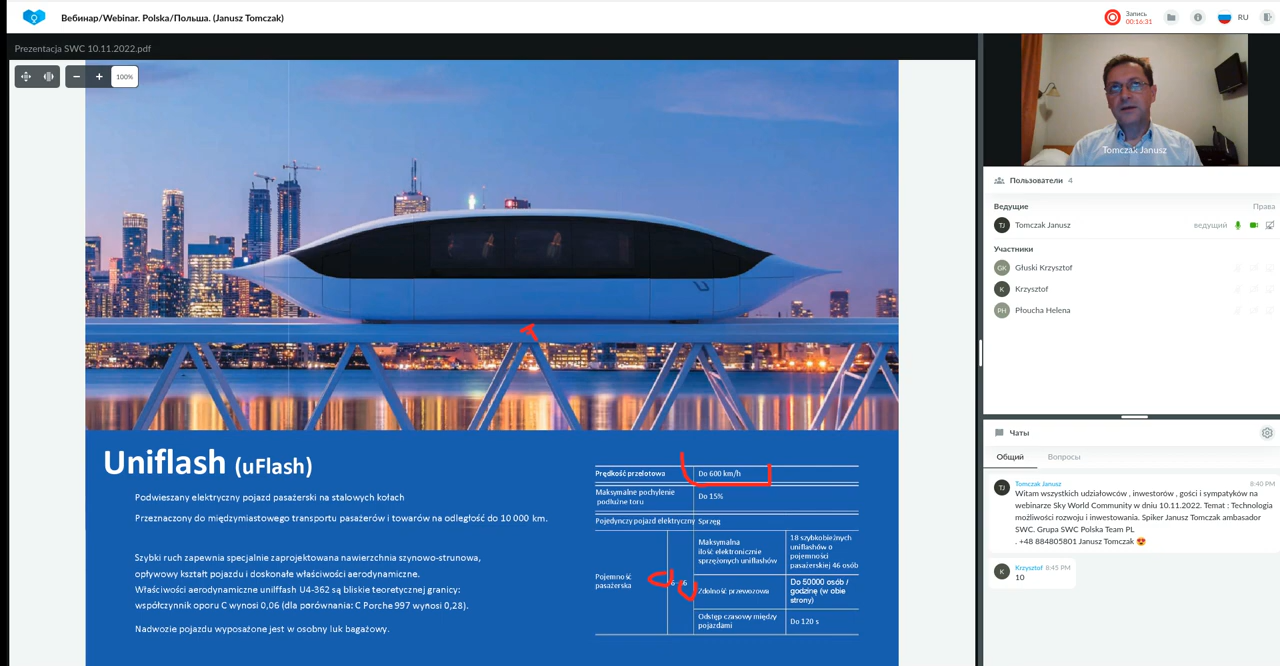 Вебинар/Webinar. Polska/Польша. (Janusz Tomczak)
Запись
00:16:31
RU
Prezentacja SWC 10.11.2022.pdf
100%
Uniflash (uFlash)
Podwieszany elektryczny pojazd pasażerski na stalowych kołach
Przeznaczony do międzymiastowego transportu pasażerów i towarów na odległość do 10 000 km.
Szybki ruch zapewnia specjalnie zaprojektowana nawierzchnia szynowo-strunowa,
opływowy kształt pojazdu i doskonałe właściwości aerodynamiczne.
Właściwości aerodynamiczne unilfash U4-362 są bliskie teoretycznej granicy:
współczynnik oporu C wynosi 0,06 (dla porównania: C Porche 997 wynosi 0,28).
Nadwozie pojazdu wyposażone jest w osobny luk bagażowy.
Prędkość przelotowa Do 600 km/h
Maksymalne pochylenie
podłużne toru
Do 15%
Pojedynczy pojazd elektryczny Sprzęg
Pojemność
pasażerska
Maksymalna
ilość elektronicznie
sprzężonych uniflashów
18 szybkobieżnych
uniflashów o
pojemności
pasażerskiej 46 osób
Zdolność przewozowa
Do 50000 osób /
godzinę (w obie
strony)
Odstęp czasowy między
pojazdami
Do 120 s
Tomczak Janusz
Пользователи 4
Ведущие Права
TJ Tomczak Janusz ведущий
Участники
GK Głuski Krzysztof
K Krzysztof
PH Płoucha Helena
Чаты
Общий Вопросы
TJ Tomczak Janusz 8:40 PM
Witam wszystkich udziałowców , inwestorów , gości i sympatyków na
webinarze Sky World Community w dniu 10.11.2022. Temat : Technologia
możliwości rozwoju i inwestowania. Spiker Janusz Tomczak ambasador
SWC. Grupa SWC Polska Team PL
. +48 884805801 Janusz Tomczak 😍
K Krzysztof 8:45 PM
10